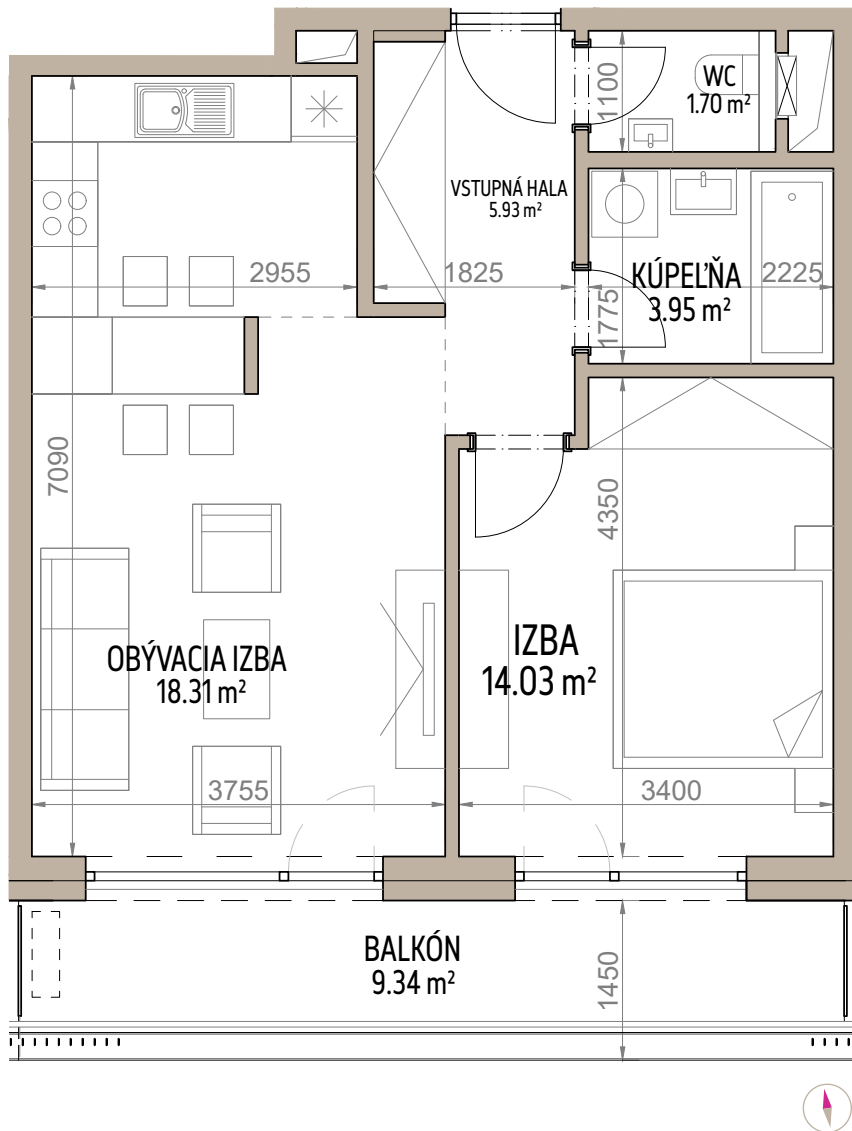 WC
1.70 m²
1100
VSTUPNÁ HALA
5.93 m²
2955
1825
KÚPEĽŇA
3.95 m²
2225
1775
7090
4350
OBÝVACIA IZBA
18.31 m²
IZBA
14.03 m²
3755
3400
BALKÓN
9.34 m²
1450